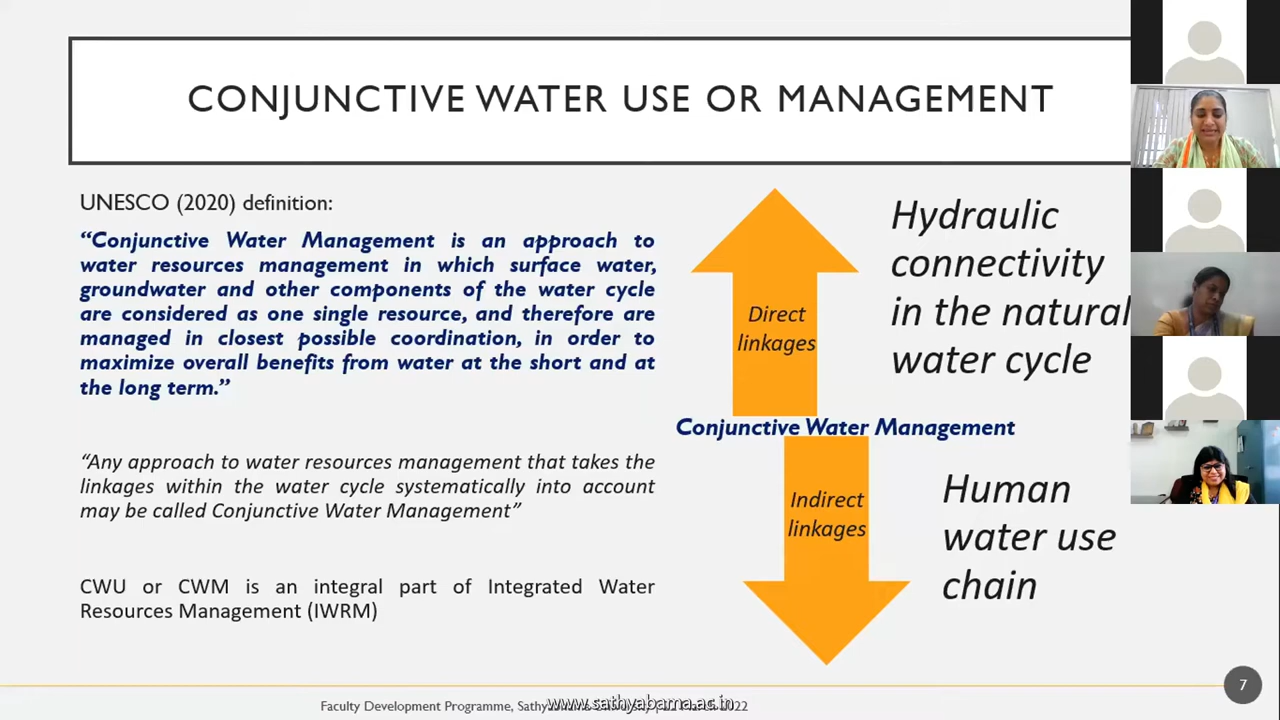 CONJUNCTIVE WATER USE OR MANAGEMENT
UNESCO (2020) definition:
“Conjunctive Water Management is an approach to
water resources management in which surface water,
groundwater and other components of the water cycle
are considered as one single resource, and therefore are
managed in closest possible coordination, in order to
maximize overall benefits from water at the short and at
the long term.”
“Any approach to water resources management that takes the
linkages within the water cycle systematically into account
may be called Conjunctive Water Management”
CWU or CWM is an integral part of Integrated Water
Resources Management (IWRM)
Direct
linkages
Hydraulic
connectivity
in the natural
water cycle
Conjunctive Water Management
Indirect
linkages
Human
water use
chain
7
Faculty Development Programme, March 2022
www.sathyabama.ac.in